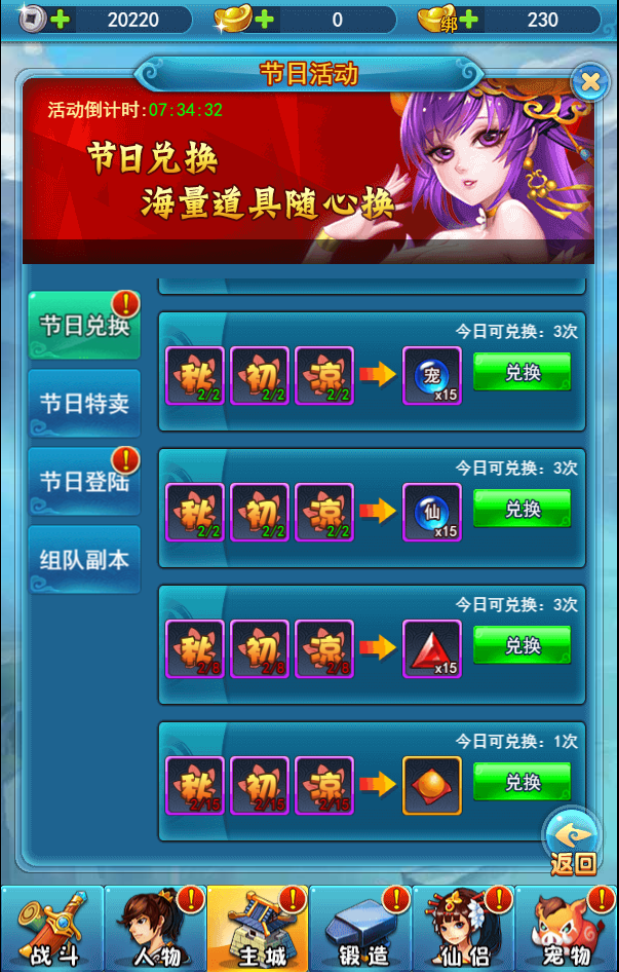 20220 0 绑 230
节日活动
活动倒计时:07:34:32
节日兑换
海量道具随心换
节日兑换
节日特卖
节日登陆
组队副本
今日可兑换：3次
秋 2/2 初 2/2 凉 2/2 宠 x15 兑换
今日可兑换：3次
秋 2/2 初 2/2 凉 2/2 仙 x15 兑换
今日可兑换：3次
秋 2/8 初 2/8 凉 2/8 x15 兑换
今日可兑换：1次
秋 2/15 初 2/15 凉 2/15 兑换
返回
战斗 人物 主城 锻造 仙侣 宠物